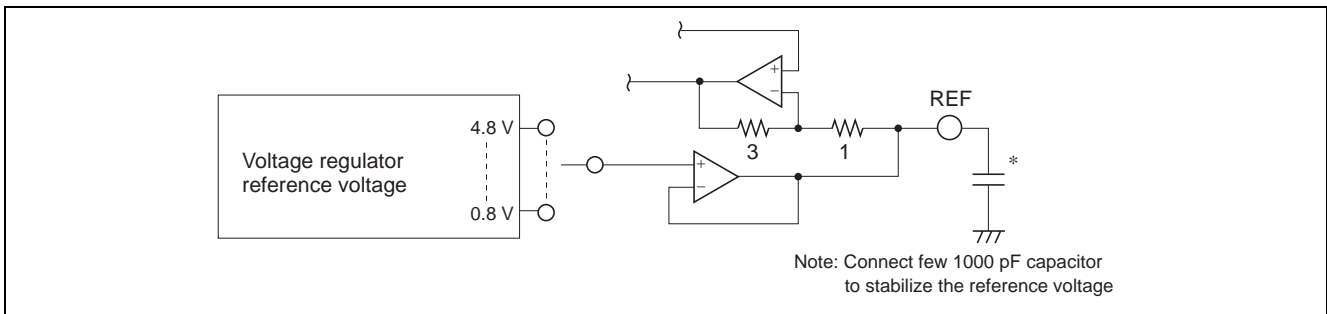 +
−
REF
4.8 V
3
1
*
Voltage regulator
reference voltage
+
−
0.8 V
Note: Connect few 1000 pF capacitor
to stabilize the reference voltage